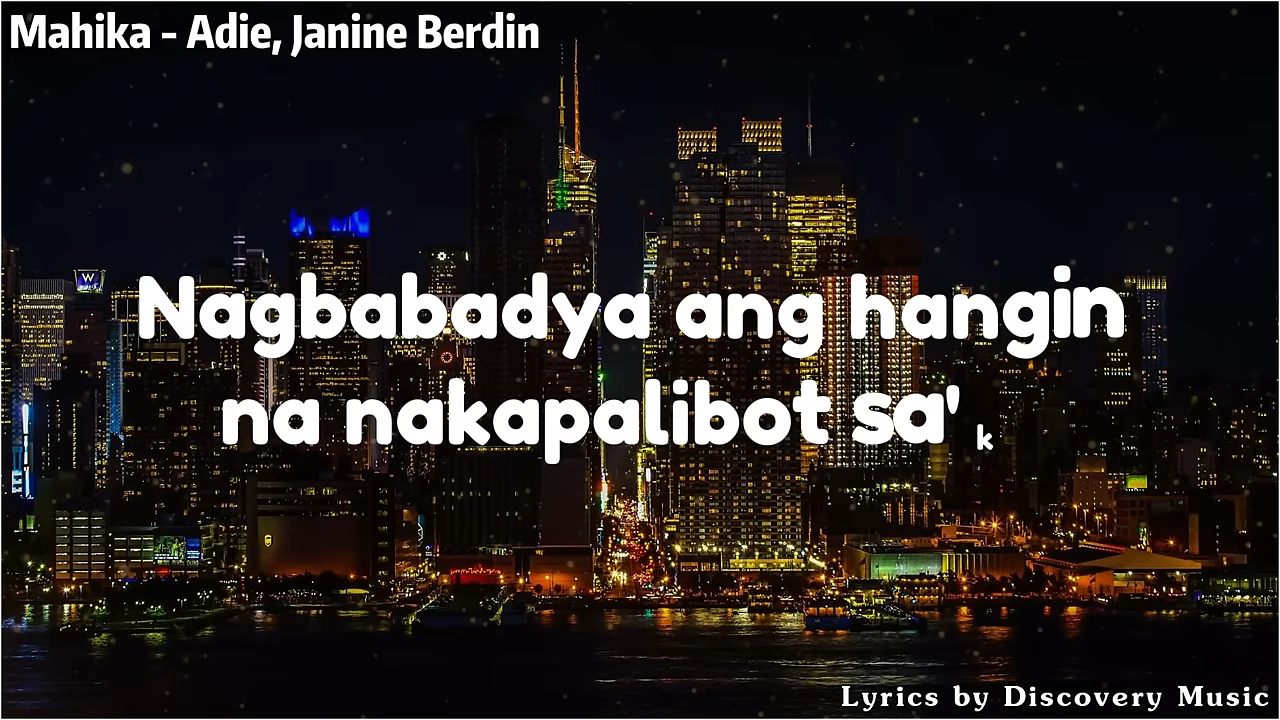 Mahika - Adie, Janine Berdin
W
Nagbabadya ang hangin
na nakapalibot sa' k
Lyrics by Discovery Music